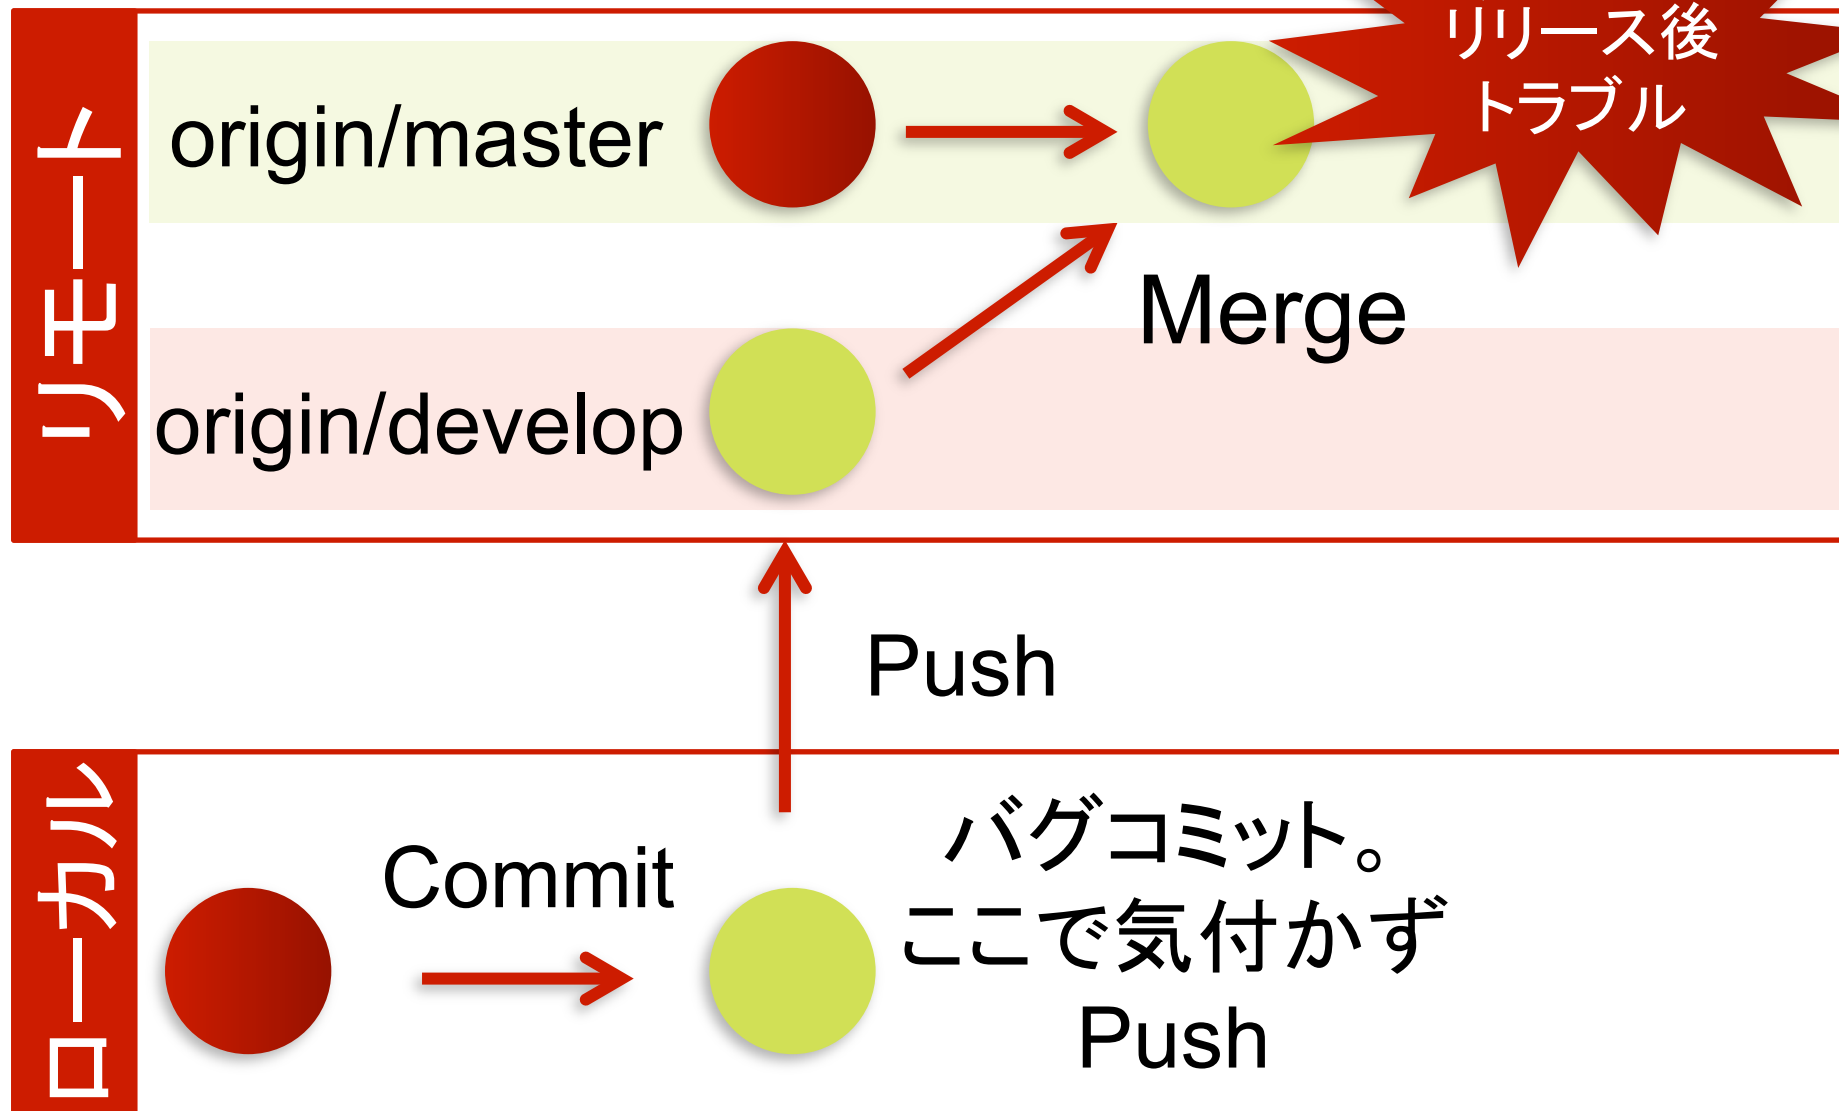 リリース後
トラブル
リモート
origin/master
Merge
origin/develop
Push
ローカル
Commit
バグコミット。
ここで気付かず
Push